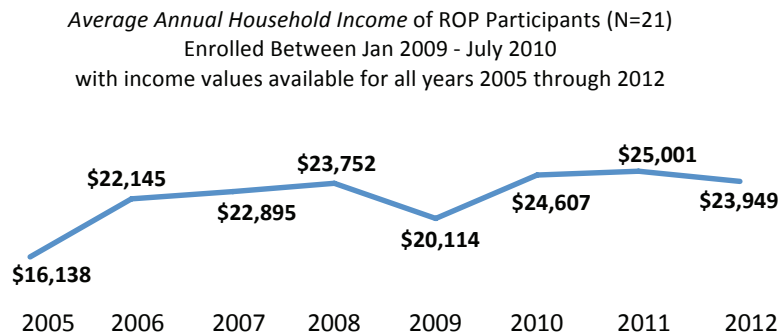 Average Annual Household Income of ROP Participants (N=21)
Enrolled Between Jan 2009 - July 2010
with income values available for all years 2005 through 2012
$16,138
$22,145
$22,895
$23,752
$20,114
$24,607
$25,001
$23,949
2005 2006 2007 2008 2009 2010 2011 2012